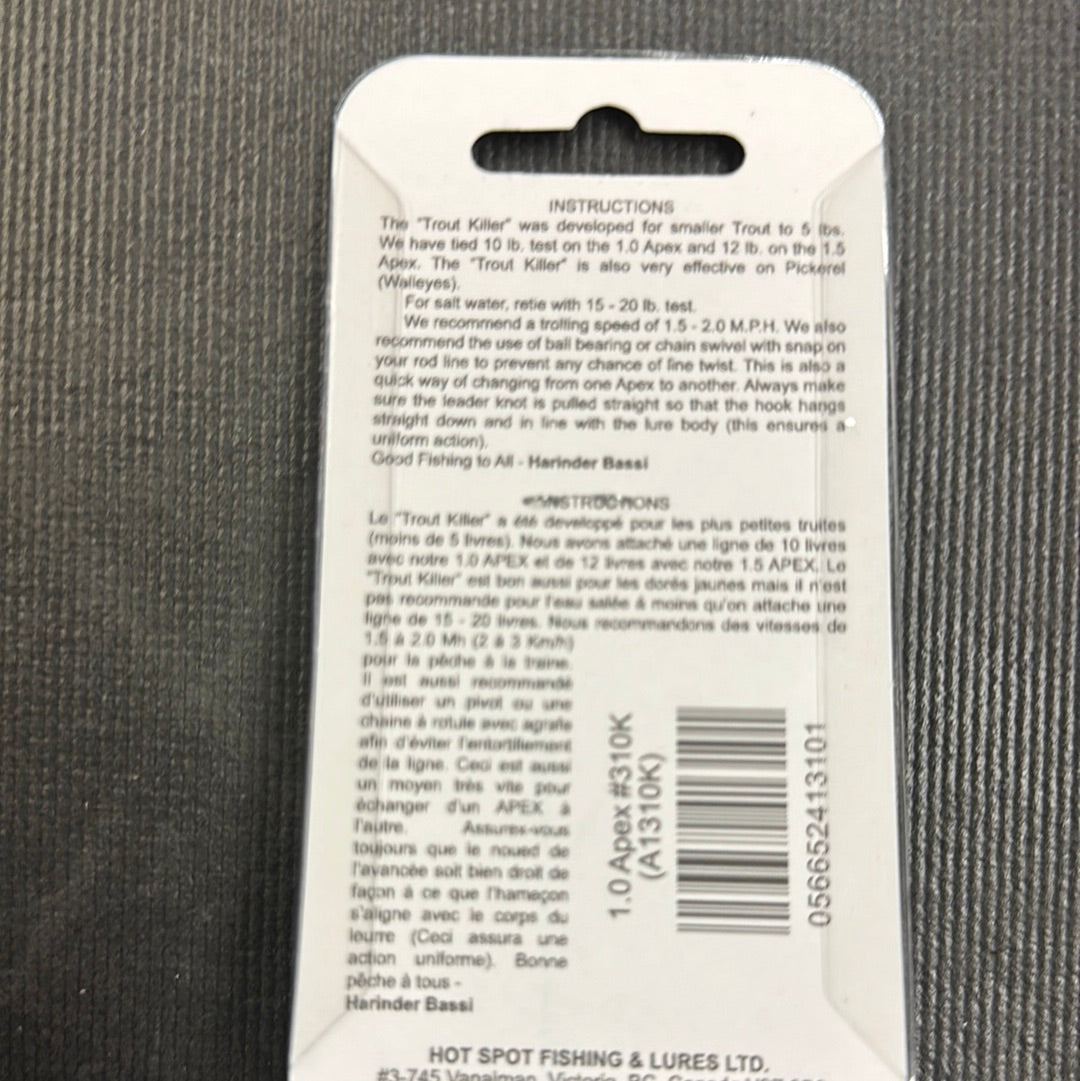 INSTRUCTIONS
The "Trout Killer" was developed for smaller Trout to 5 lbs.
We have tied 10 lb. test on the 1.0 Apex and 12 lb. on the 1.5
Apex. The "Trout Killer" is also very effective on Pickerel
(Walleyes).
For salt water, retie with 15 - 20 lb. test.
We recommend a trolling speed of 1.5 - 2.0 M.P.H. We also
recommend the use of ball bearing or chain swivel with snap on
your rod line to prevent any chance of line twist. This is also a
quick way of changing from one Apex to another. Always make
sure the leader knot is pulled straight so that the hook hangs
straight down and in line with the lure body (this ensures a
uniform action).
Good Fishing to All - Harinder Bassi
INSTRUCTIONS
Le "Trout Killer" a été developpé pour les plus petites truites
(moins de 5 livres). Nous avons attaché une ligne de 10 livres
avec notre 1.0 APEX et de 12 livres avec notre 1.5 APEX. Le
"Trout Killer" est bon aussi pour les dorés jaunes mais il n'est
pas recommande pour l'eau salée à moins qu'on attache une
ligne de 15 - 20 livres. Nous recommandons des vitesses de
1.5 à 2.0 Mh (2 à 3 Km/h)
pour la pêche à la traine.
Il est aussi recommandé
d'utiliser un pivot ou une
chaine à rotule avec agrafe
afin d'éviter l'entortillement
de la ligne. Ceci est aussi
un moyen très vite pour
échanger d'un APEX à
l'autre. Assurez-vous
toujours que le noued de
l'avancée soit bien droit de
façon à ce que l'hameçon
s'aligne avec le corps du
leurre (Ceci assura une
action uniforme). Bonne
pêche à tous -
Harinder Bassi
1.0 Apex #310K
(A1310K)
056652413101
HOT SPOT FISHING & LURES LTD.
#3-745 Vanalman, Victoria, BC, Canada